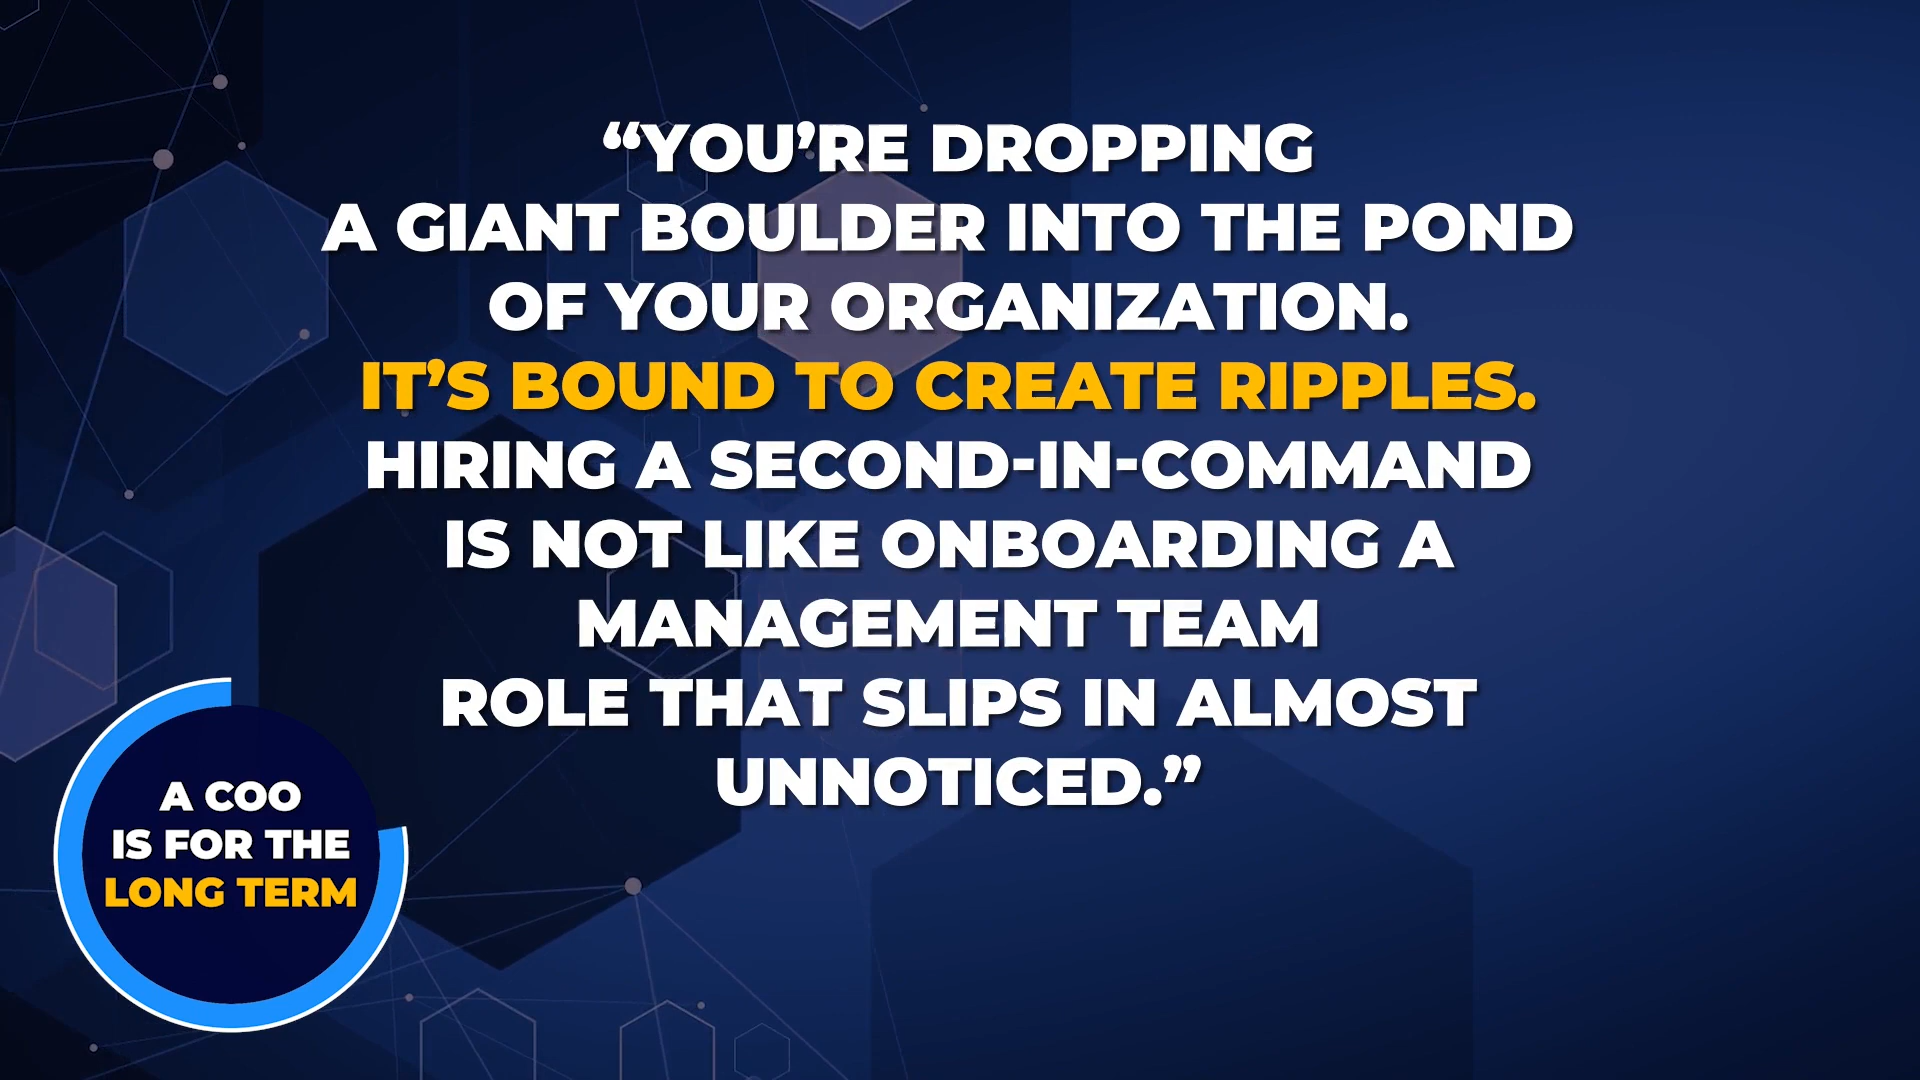 “YOU’RE DROPPING
A GIANT BOULDER INTO THE POND
OF YOUR ORGANIZATION.
IT’S BOUND TO CREATE RIPPLES.
HIRING A SECOND-IN-COMMAND
IS NOT LIKE ONBOARDING A
MANAGEMENT TEAM
ROLE THAT SLIPS IN ALMOST
UNNOTICED.”
A COO
IS FOR THE
LONG TERM